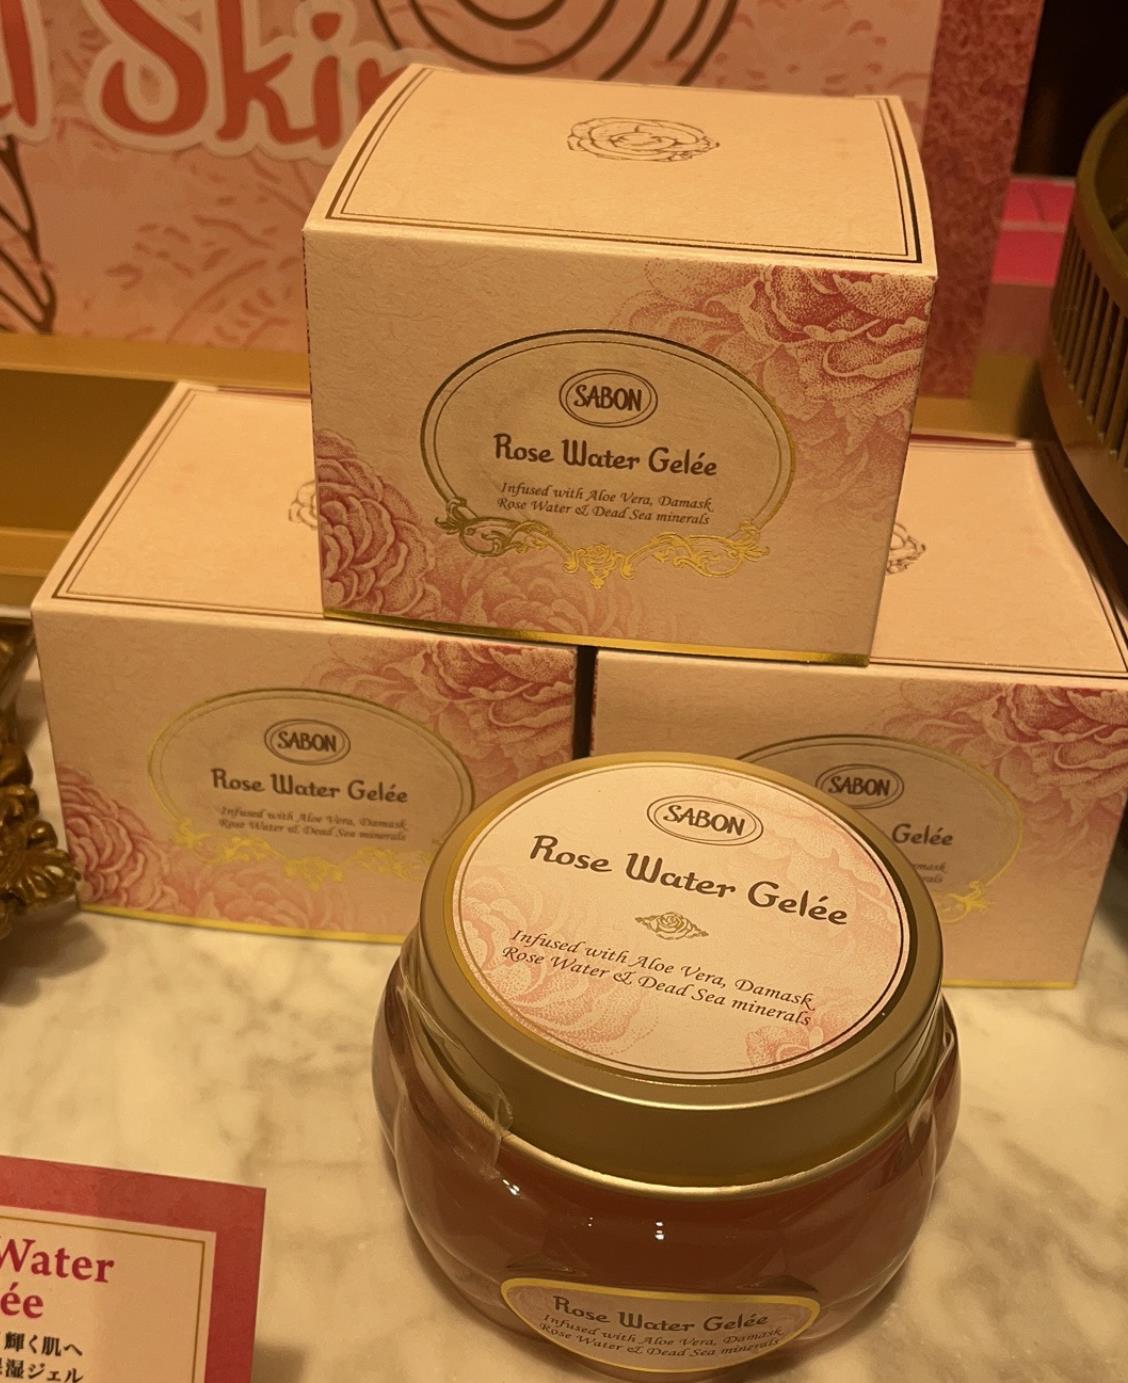 Skin
SABON
Rose Water Gelée
Infused with Aloe Vera, Damask
Rose Water & Dead Sea minerals
SABON
Rose Water Gelée
Infused with Aloe Vera, Damask
Rose Water & Dead Sea minerals
SABON
Gelée
SABON
Rose Water Gelée
Infused with Aloe Vera, Damask
Rose Water & Dead Sea minerals
Rose Water Gelée
Infused with Aloe Vera, Damask
Rose Water & Dead Sea minerals
Water
ée
輝く肌へ
湿ジェル